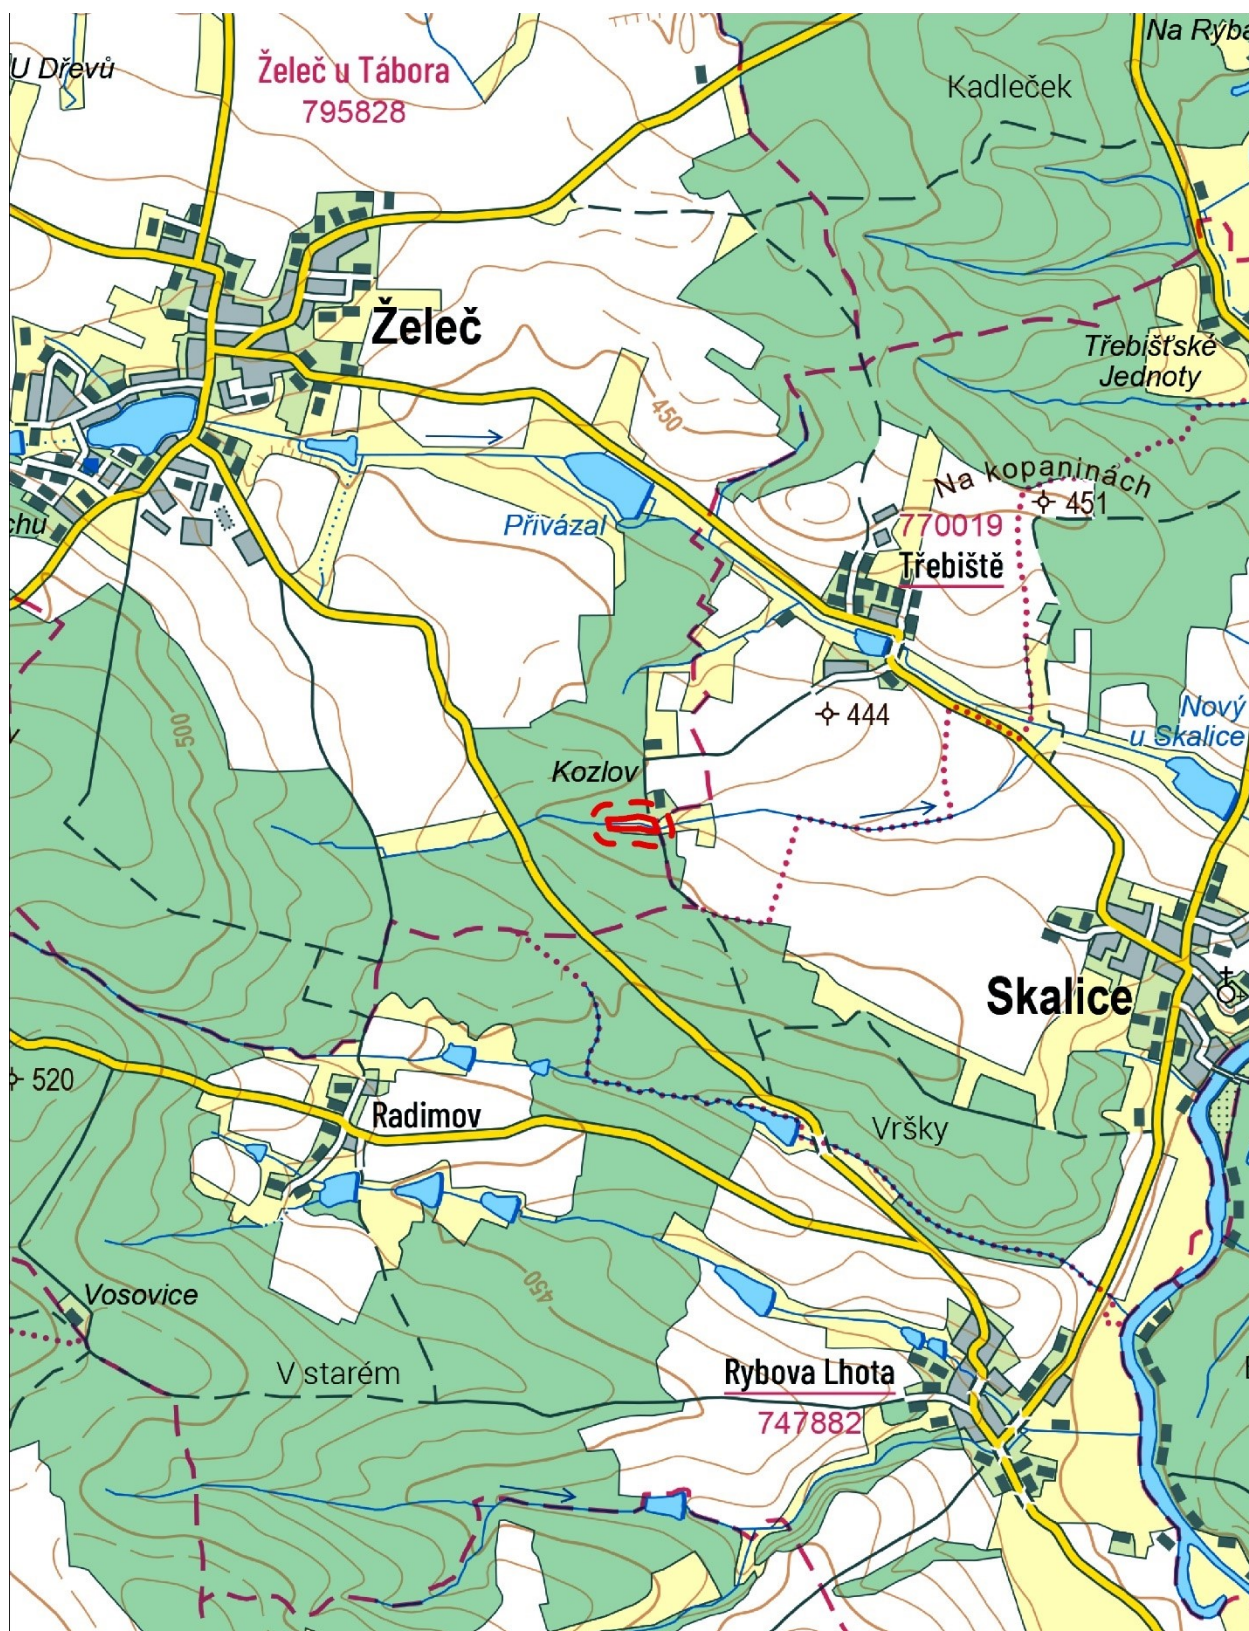 Na Rýba
U Dřevů
Želeč u Tábora
795828
Kadleček
Želeč
Třebišťské
Jednoty
450
Na kopaninách
451
Přivázal
770019
Třebiště
chu
500
444
Nový
u Skalice
y
Kozlov
Skalice
520
Radimov
Vršky
450
Vosovice
V starém
Rybova Lhota
747882